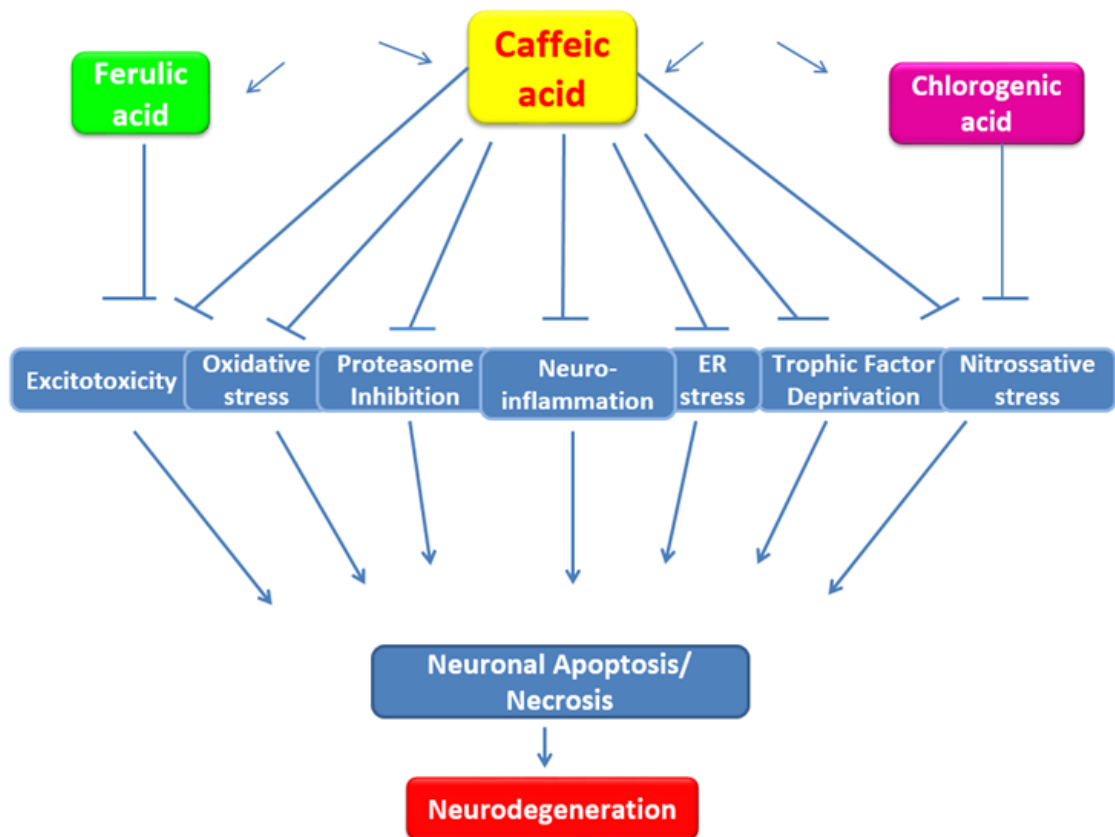 Ferulic
acid
Caffeic
acid
Chlorogenic
acid
Excitotoxicity
Oxidative
stress
Proteasome
Inhibition
Neuro-
inflammation
ER
stress
Trophic Factor
Deprivation
Nitrossative
stress
Neuronal Apoptosis/
Necrosis
Neurodegeneration